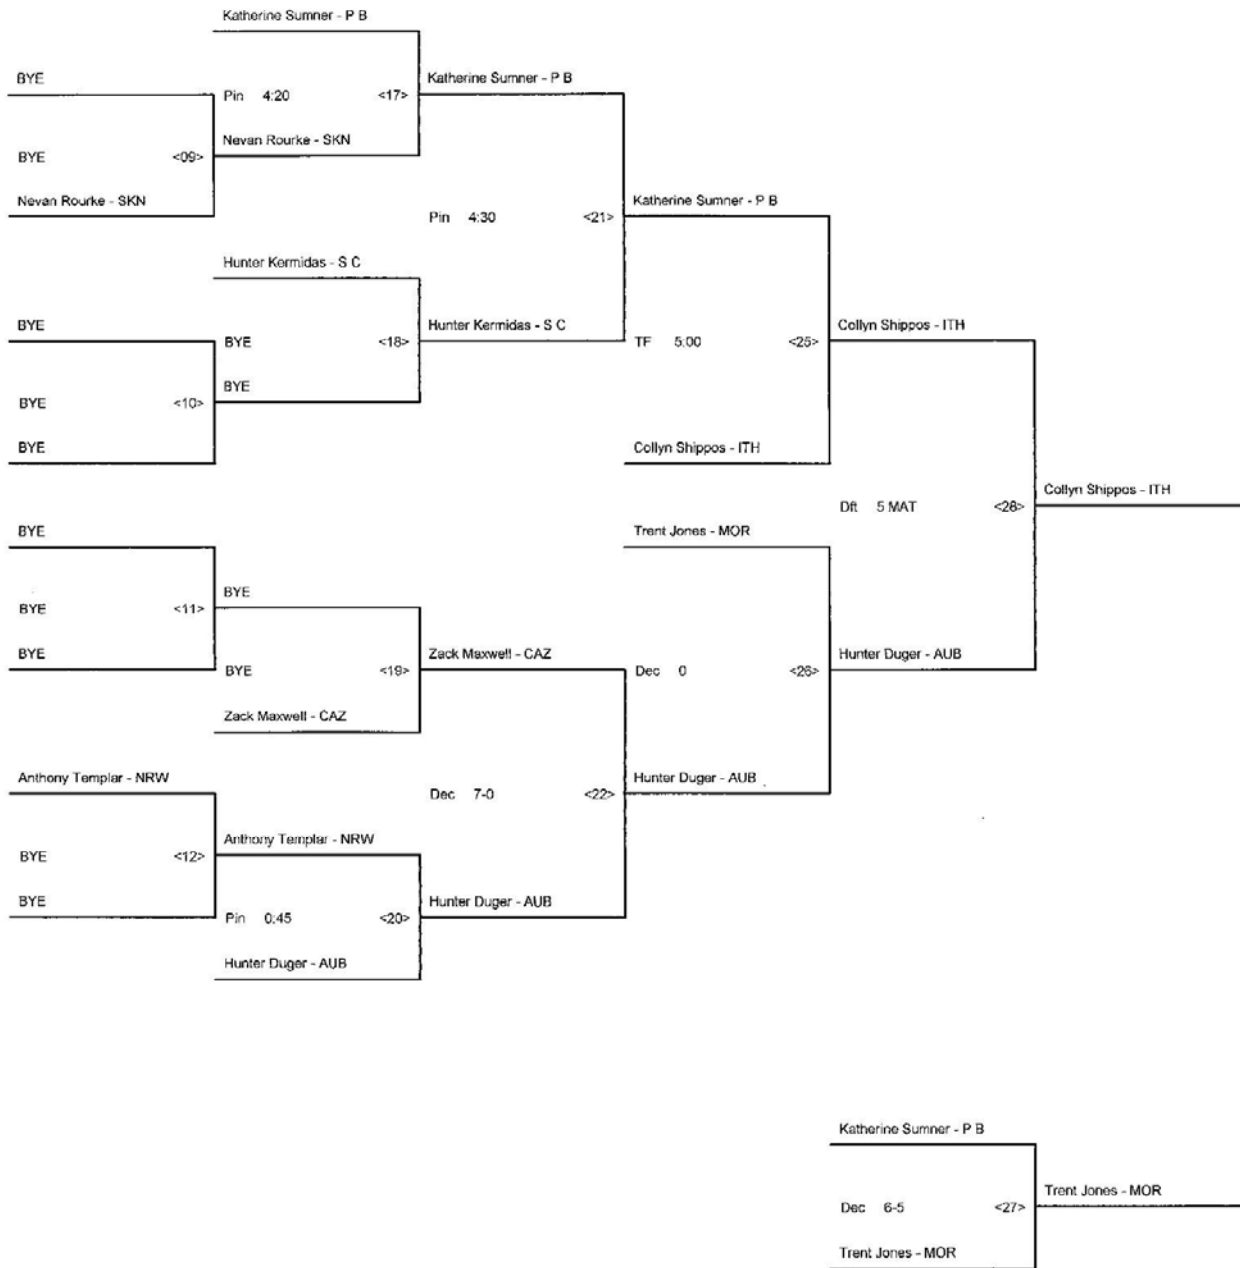 Katherine Sumner - P B
BYE
Katherine Sumner - P B
Pin 4:20 <17>
Nevan Rourke - SKN
BYE <09>
Nevan Rourke - SKN
Katherine Sumner - P B
Pin 4:30 <21>
Hunter Kermidas - S C
BYE
Hunter Kermidas - S C
Collyn Shippos - ITH
BYE <18>
TF 5:00 <25>
BYE
BYE <10>
BYE
Collyn Shippos - ITH
Collyn Shippos - ITH
Dft 5 MAT <28>
BYE
Trent Jones - MOR
BYE
BYE <11>
BYE
Zack Maxwell - CAZ
Hunter Duger - AUB
BYE <19>
Dec 0 <26>
Zack Maxwell - CAZ
Anthony Templar - NRW
Hunter Duger - AUB
Dec 7-0 <22>
Anthony Templar - NRW
BYE <12>
BYE
Hunter Duger - AUB
Pin 0:45 <20>
Hunter Duger - AUB
Katherine Sumner - P B
Trent Jones - MOR
Dec 6-5 <27>
Trent Jones - MOR